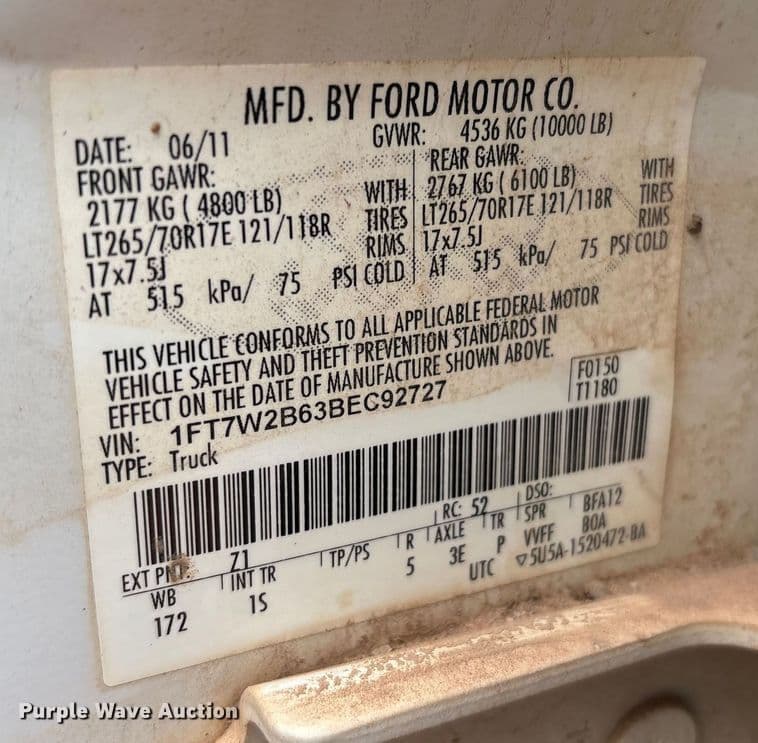 MFD. BY FORD MOTOR CO.
DATE: 06/11
GVWR: 4536 KG (10000 LB)
FRONT GAWR:
2177 KG ( 4800 LB)
WITH
LT265/70R17E 121/118R
TIRES
17x7.5J
RIMS
AT 515 kPa/ 75 PSI COLD
REAR GAWR:
2767 KG ( 6100 LB)
WITH
LT265/70R17E 121/118R
TIRES
17x7.5J
RIMS
AT 515 kPa/ 75 PSI COLD
THIS VEHICLE CONFORMS TO ALL APPLICABLE FEDERAL MOTOR
VEHICLE SAFETY AND THEFT PREVENTION STANDARDS IN
EFFECT ON THE DATE OF MANUFACTURE SHOWN ABOVE.
VIN: 1FT7W2B63BEC92727
TYPE: Truck
F0150
T1180
EXT PNT: Z1 RC: 52 DSO:
WB INT TR TP/PS R AXLE TR SPR BFA12
172 1S 5 3E P VVFF BOA
UTC ▽5U5A-1520472-BA
Purple Wave Auction